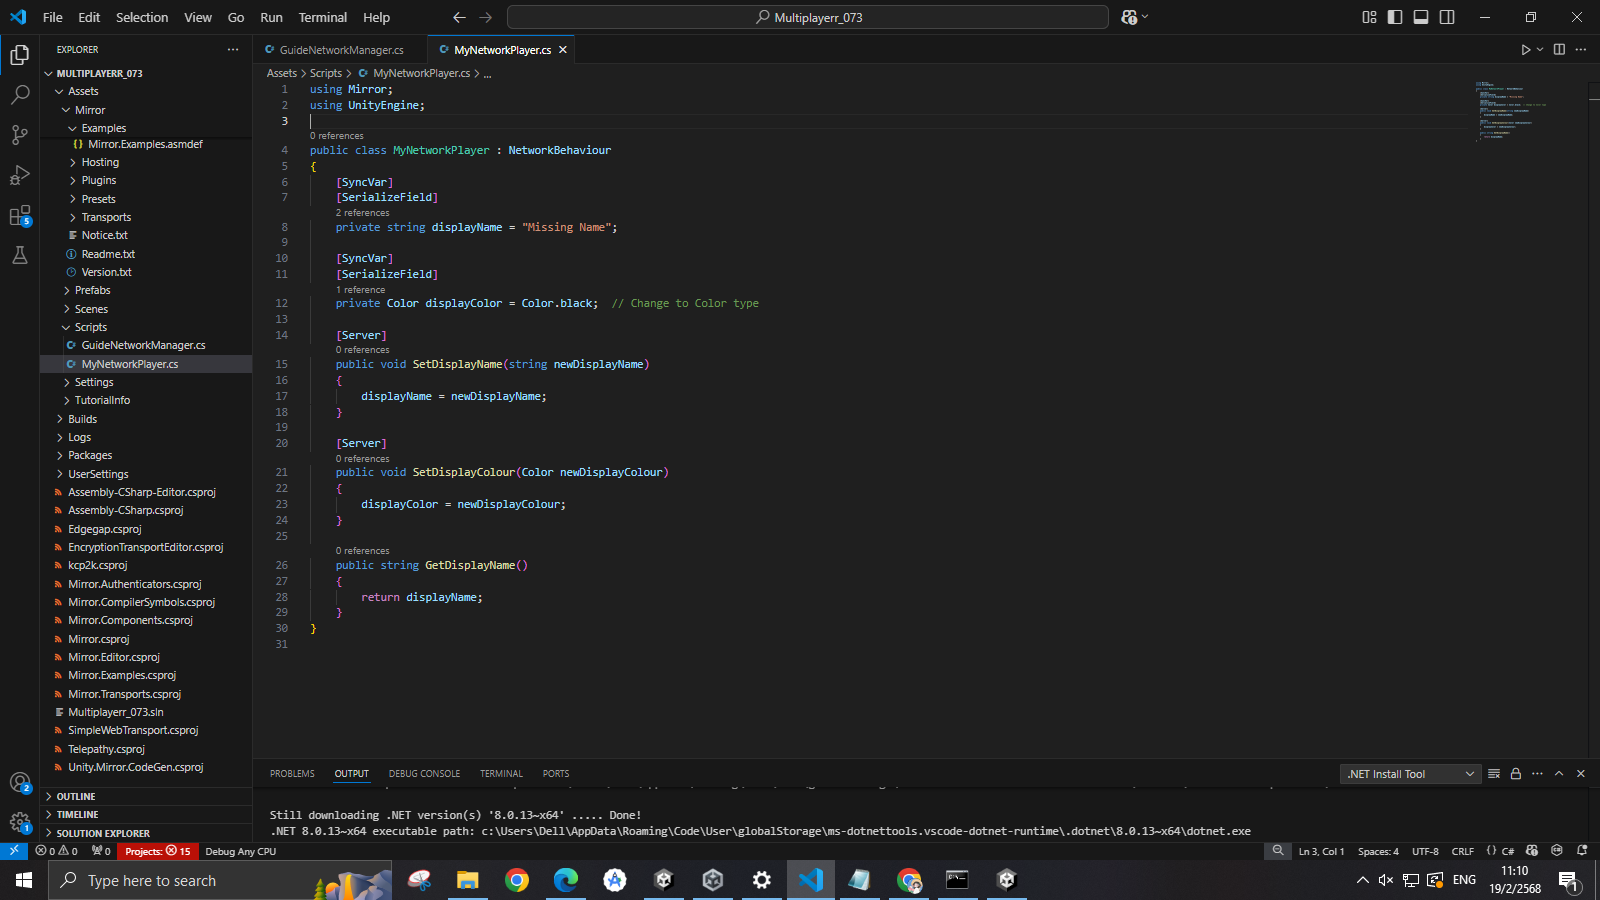 File Edit Selection View Go Run Terminal Help
Multiplayerr_073
EXPLORER
MULTIPLAYERR_073
Assets
Mirror
Examples
Mirror.Examples.asmdef
Hosting
Plugins
Presets
Transports
Notice.txt
Readme.txt
Version.txt
Prefabs
Scenes
Scripts
GuideNetworkManager.cs
MyNetworkPlayer.cs
Settings
TutorialInfo
Builds
Logs
Packages
UserSettings
Assembly-CSharp-Editor.csproj
Assembly-CSharp.csproj
Edgegap.csproj
EncryptionTransportEditor.csproj
kcp2k.csproj
Mirror.Authenticators.csproj
Mirror.CompilerSymbols.csproj
Mirror.Components.csproj
Mirror.csproj
Mirror.Editor.csproj
Mirror.Examples.csproj
Mirror.Transports.csproj
Multiplayerr_073.sln
SimpleWebTransport.csproj
Telepathy.csproj
Unity.Mirror.CodeGen.csproj
OUTLINE
TIMELINE
SOLUTION EXPLORER
GuideNetworkManager.cs
MyNetworkPlayer.cs
Assets > Scripts > MyNetworkPlayer.cs > ...
1 using Mirror;
2 using UnityEngine;
3
0 references
4 public class MyNetworkPlayer : NetworkBehaviour
5 {
6 [SyncVar]
7 [SerializeField]
2 references
8 private string displayName = "Missing Name";
9
10 [SyncVar]
11 [SerializeField]
1 reference
12 private Color displayColor = Color.black; // Change to Color type
13
14 [Server]
0 references
15 public void SetDisplayName(string newDisplayName)
16 {
17 displayName = newDisplayName;
18 }
19
20 [Server]
0 references
21 public void SetDisplayColour(Color newDisplayColour)
22 {
23 displayColor = newDisplayColour;
24 }
25
0 references
26 public string GetDisplayName()
27 {
28 return displayName;
29 }
30 }
31
PROBLEMS OUTPUT DEBUG CONSOLE TERMINAL PORTS
.NET Install Tool
Still downloading .NET version(s) '8.0.13~x64' ..... Done!
.NET 8.0.13~x64 executable path: c:\Users\Dell\AppData\Roaming\Code\User\globalStorage\ms-dotnettools.vscode-dotnet-runtime\.dotnet\8.0.13~x64\dotnet.exe
5
2
1
0 0 0 Projects: 15 Debug Any CPU
Ln 3, Col 1 Spaces: 4 UTF-8 CRLF {} C#
Type here to search
ENG
11:10
19/2/2568
1